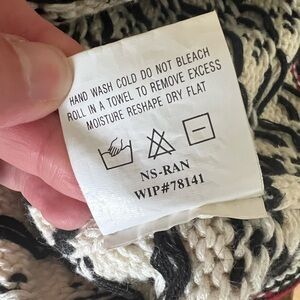 HAND WASH COLD DO NOT BLEACH
ROLL IN A TOWEL TO REMOVE EXCESS
MOISTURE RESHAPE DRY FLAT
NS-RAN
WIP#78141